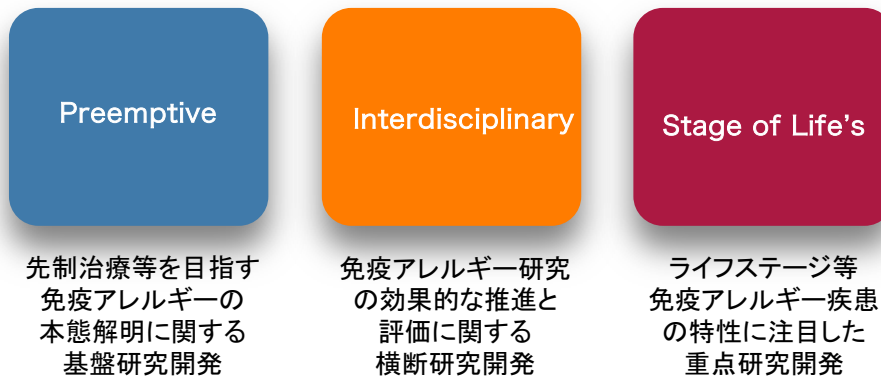 Preemptive
Interdisciplinary
Stage of Life's
先制治療等を目指す
免疫アレルギーの
本態解明に関する
基盤研究開発
免疫アレルギー研究
の効果的な推進と
評価に関する
横断研究開発
ライフステージ等
免疫アレルギー疾患
の特性に注目した
重点研究開発